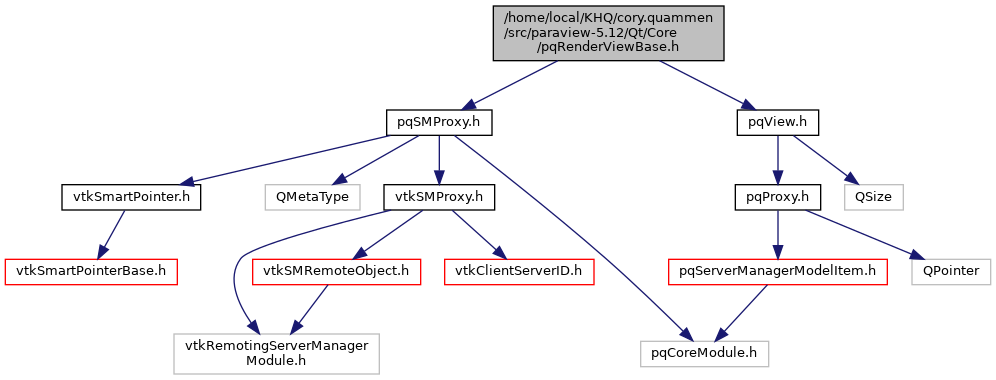 /home/local/KHQ/cory.quammen
/src/paraview-5.12/Qt/Core
/pqRenderViewBase.h
pqSMProxy.h
pqView.h
vtkSmartPointer.h
QMetaType
vtkSMProxy.h
pqProxy.h
QSize
vtkSmartPointerBase.h
vtkSMRemoteObject.h
vtkClientServerID.h
pqServerManagerModelItem.h
QPointer
vtkRemotingServerManager
Module.h
pqCoreModule.h